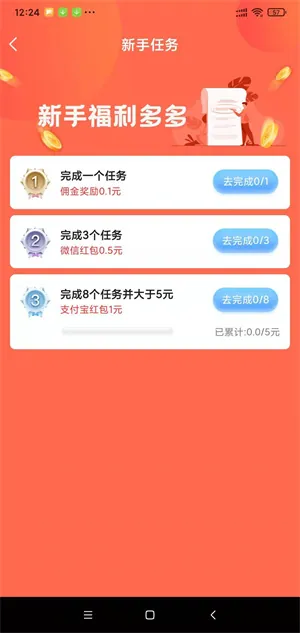 12:24
57
新手任务
新手福利多多
1
完成一个任务
佣金奖励0.1元
去完成0/1
2
完成3个任务
微信红包0.5元
去完成0/3
3
完成8个任务并大于5元
支付宝红包1元
去完成0/8
已累计:0.0/5元